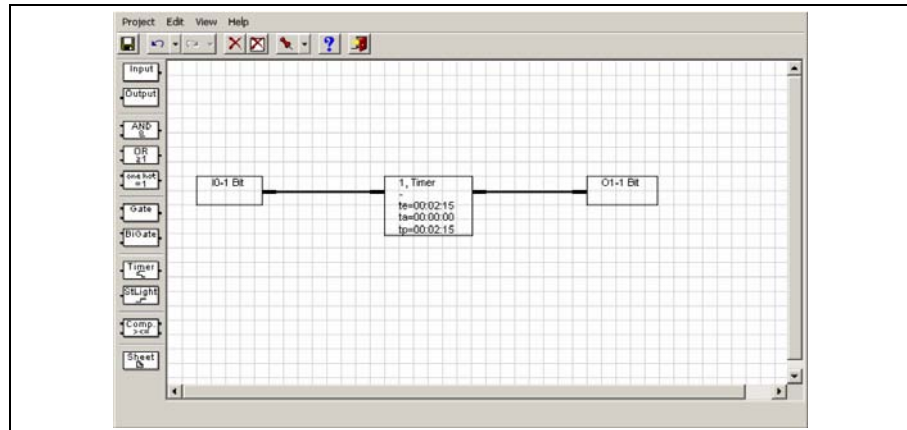 Project Edit View Help
?
Input
Output
AND
&
OR
≥1
one hot
=1
Gate
BiGate
Timer
StLight
Comp.
><=
Sheet
I0-1 Bit
1, Timer
-
te=00:02:15
ta=00:00:00
tp=00:02:15
O1-1 Bit